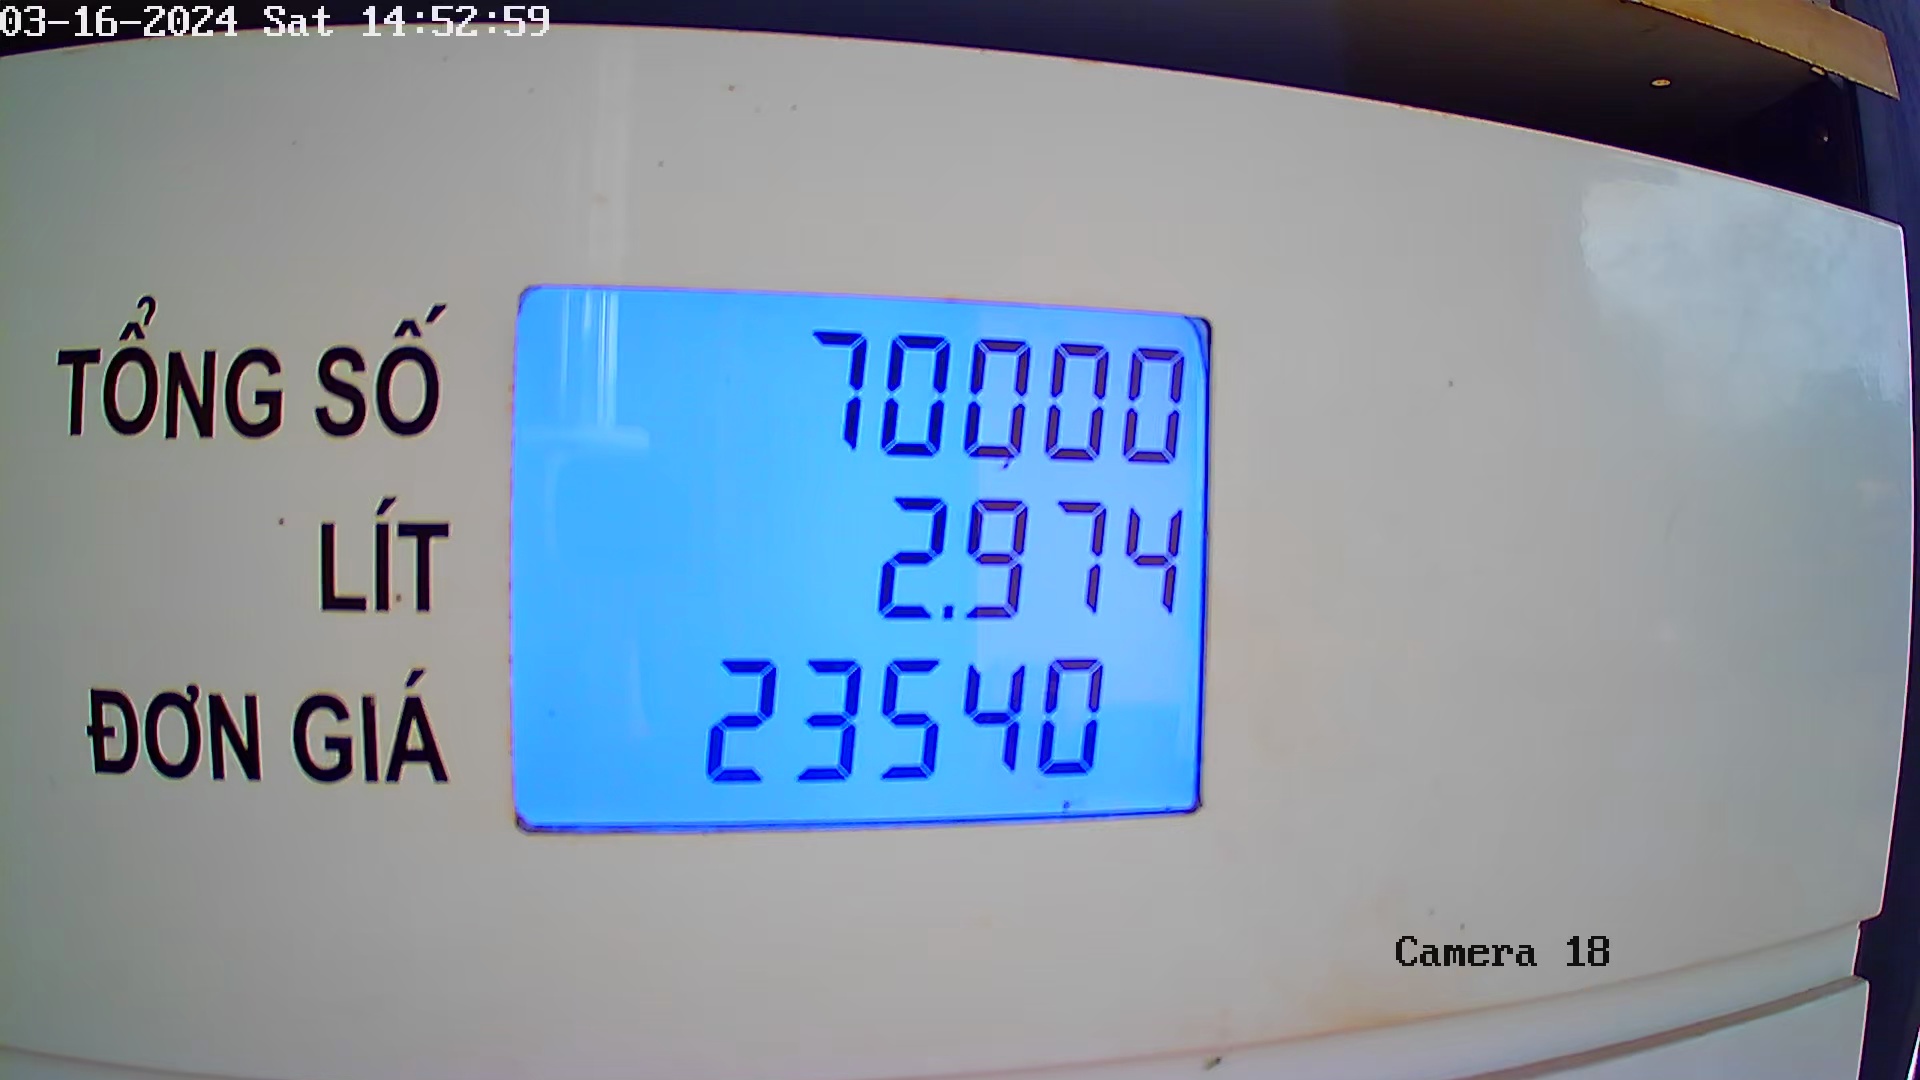 03-16-2024 Sat 14:52:59
TỔNG SỐ 70000
LÍT 2.974
ĐƠN GIÁ 23540
Camera 18